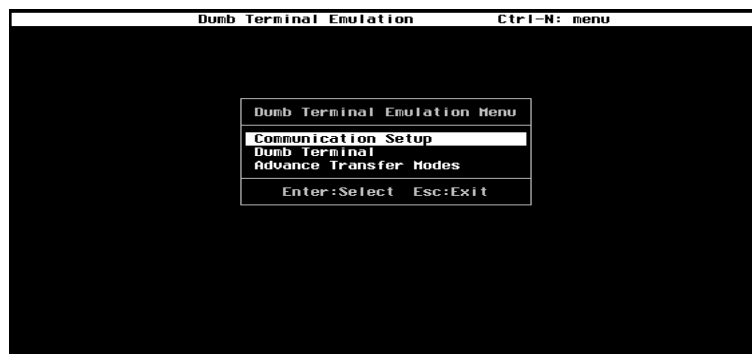 Dumb Terminal Emulation Ctrl-N: menu
Dumb Terminal Emulation Menu
Communication Setup
Dumb Terminal
Advance Transfer Modes
Enter:Select Esc:Exit